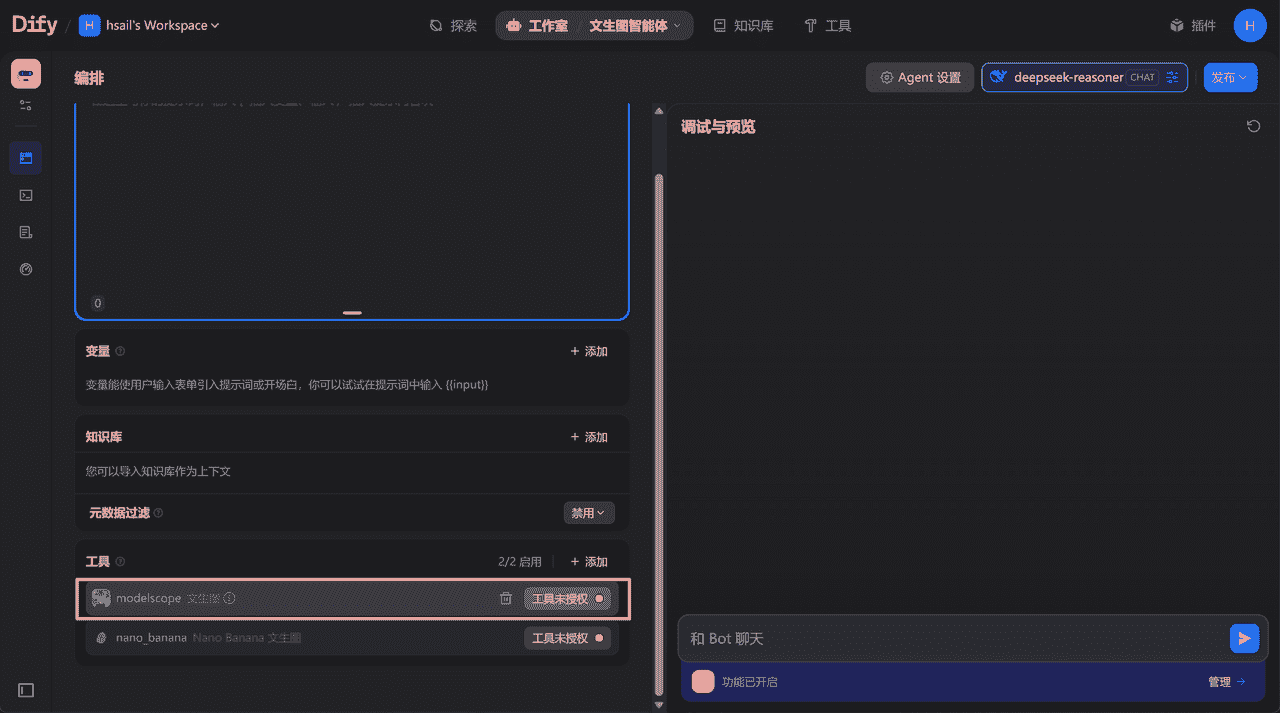 Dify / H hsail's Workspace 探索 工作室 文生图智能体 知识库 工具 插件 H
编排
Agent 设置 deepseek-reasoner CHAT 发布
调试与预览
0
变量 + 添加
变量能使用户输入表单引入提示词或开场白，你可以试试在提示词中输入 {{input}}
知识库 + 添加
您可以导入知识库作为上下文
元数据过滤 禁用
工具 2/2 启用 + 添加
modelscope 文生图 工具未授权
nano_banana Nano Banana 文生图 工具未授权
和 Bot 聊天
功能已开启 管理 →